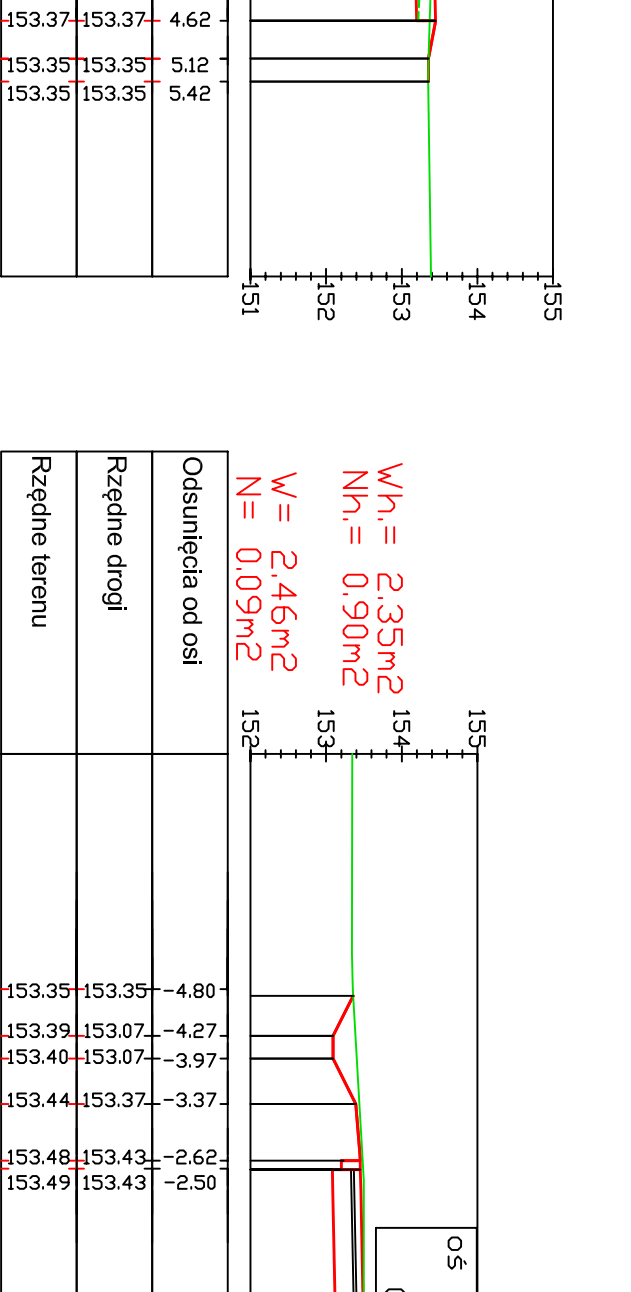 153.37 153.37 4.62
153.35 153.35 5.12
153.35 153.35 5.42
151
152
153
154
155
Wh.= 2.35m2
Nh.= 0.90m2
W= 2.46m2
N= 0.09m2
Odsunięcia od osi
Rzędne drogi
Rzędne terenu
152
153
154
155
153.35 153.35 -4.80
153.39 153.07 -4.27
153.40 153.07 -3.97
153.44 153.37 -3.37
153.48 153.43 -2.62
153.49 153.43 -2.50
oś